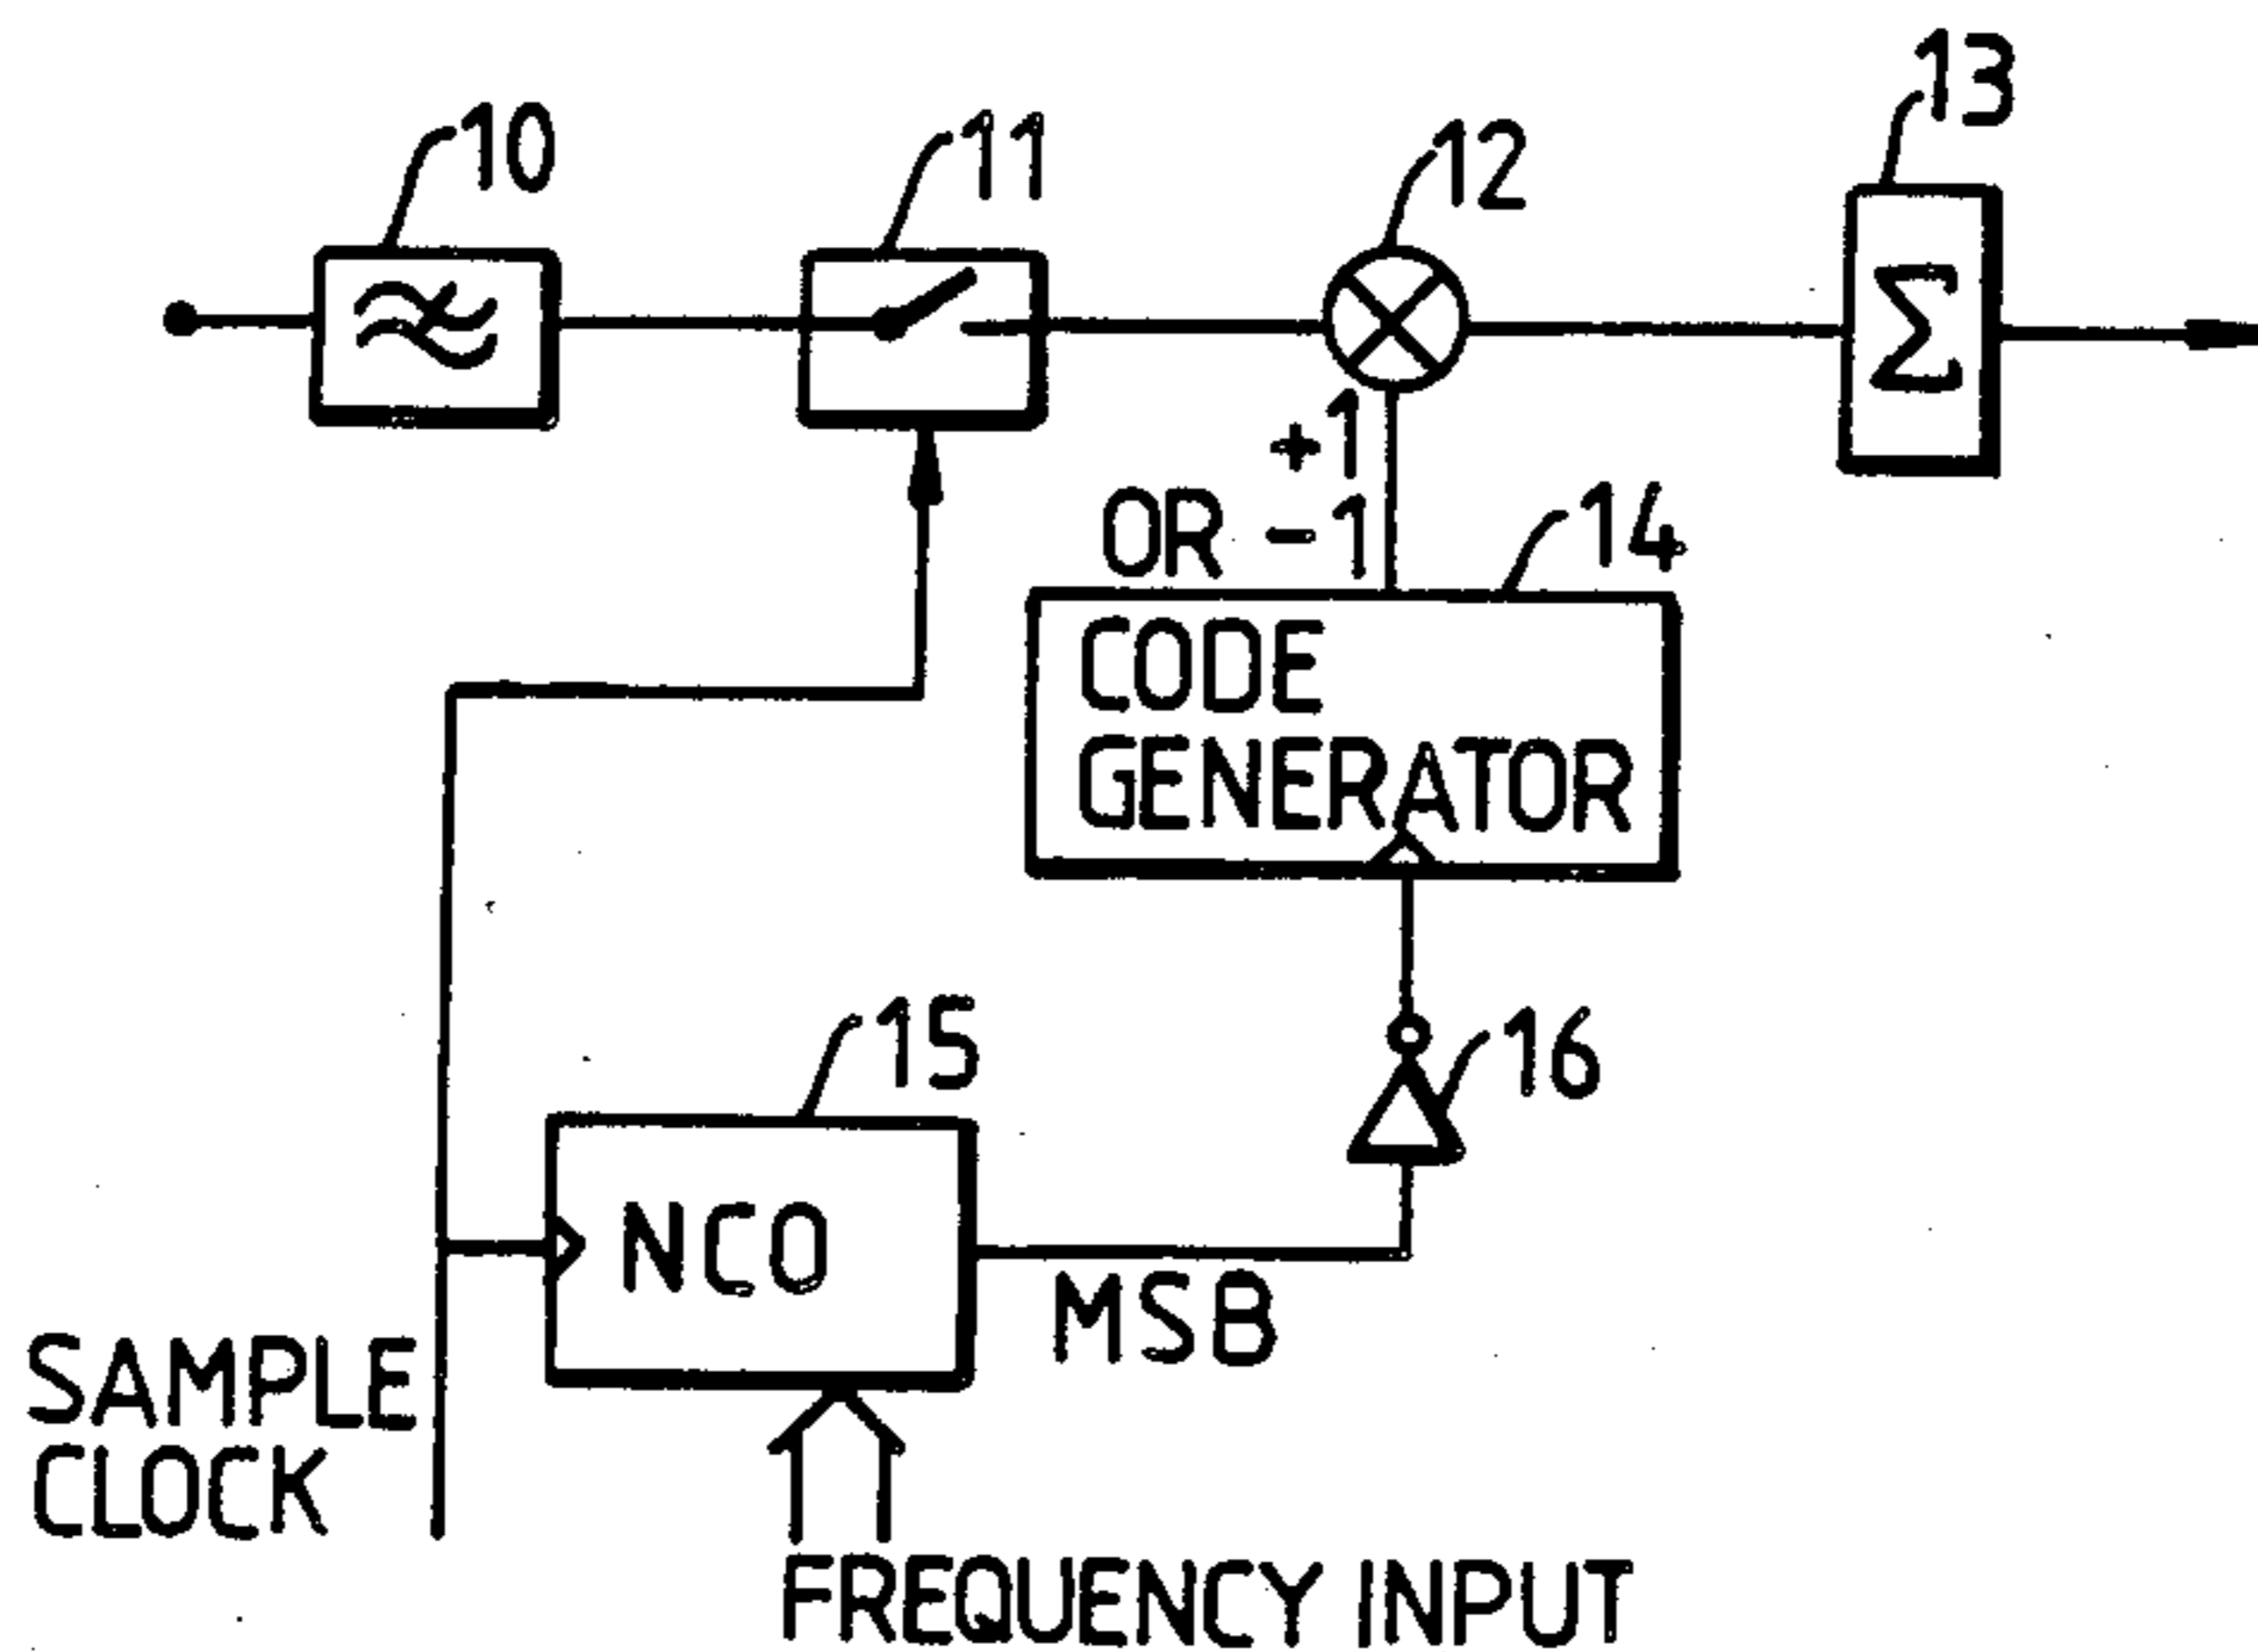 10
11
12
13
Σ
+1
OR -1
14
CODE
GENERATOR
15
16
NCO
MSB
SAMPLE
CLOCK
FREQUENCY INPUT